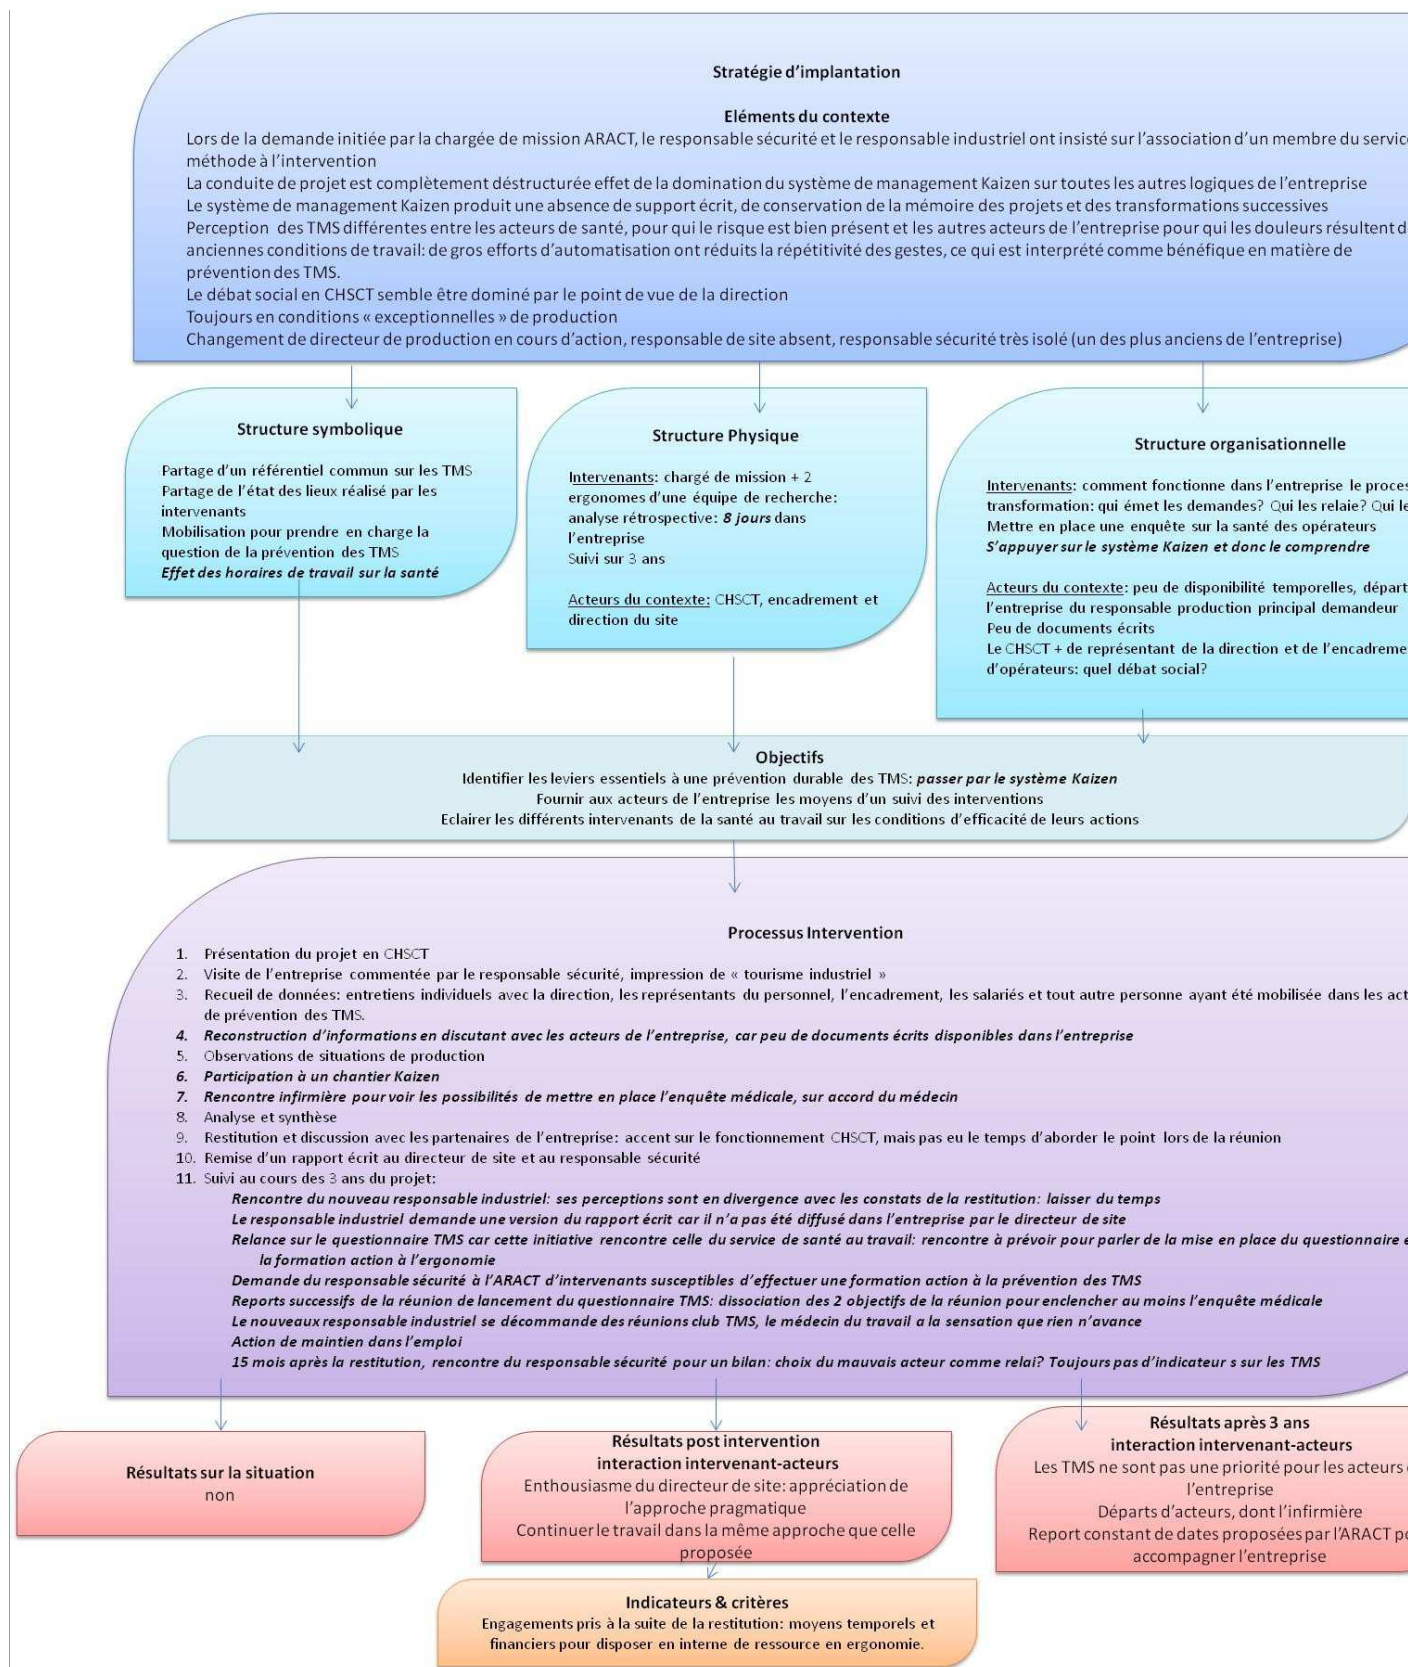 Stratégie d'implantation
Eléments du contexte
Lors de la demande initiée par la chargée de mission ARACT, le responsable sécurité et le responsable industriel ont insisté sur l'association d'un membre du service
méthode à l'intervention
La conduite de projet est complètement déstructurée effet de la domination du système de management Kaizen sur toutes les autres logiques de l'entreprise
Le système de management Kaizen produit une absence de support écrit, de conservation de la mémoire des projets et des transformations successives
Perception des TMS différentes entre les acteurs de santé, pour qui le risque est bien présent et les autres acteurs de l'entreprise pour qui les douleurs résultent
anciennes conditions de travail: de gros efforts d'automatisation ont réduits la répétitivité des gestes, ce qui est interprété comme bénéfique en matière de
prévention des TMS.
Le débat social en CHSCT semble être dominé par le point de vue de la direction
Toujours en conditions « exceptionnelles » de production
Changement de directeur de production en cours d'action, responsable de site absent, responsable sécurité très isolé (un des plus anciens de l'entreprise)
Structure symbolique
Partage d'un référentiel commun sur les TMS
Partage de l'état des lieux réalisé par les
intervenants
Mobilisation pour prendre en charge la
question de la prévention des TMS
Effet des horaires de travail sur la santé
Structure Physique
Intervenants: chargé de mission + 2
ergonomes d'une équipe de recherche:
analyse rétrospective: 8 jours dans
l'entreprise
Suivi sur 3 ans
Acteurs du contexte: CHSCT, encadrement et
direction du site
Structure organisationnelle
Intervenants: comment fonctionne dans l'entreprise le
transformation: qui émet les demandes? Qui les relaie? Qui
Mettre en place une enquête sur la santé des opérateurs
S'appuyer sur le système Kaizen et donc le comprendre
Acteurs du contexte: peu de disponibilité temporelles, départ
l'entreprise du responsable production principal demandeur
Peu de documents écrits
Le CHSCT + de représentant de la direction et de
d'opérateurs: quel débat social?
Objectifs
Identifier les leviers essentiels à une prévention durable des TMS: passer par le système Kaizen
Fournir aux acteurs de l'entreprise les moyens d'un suivi des interventions
Eclairer les différents intervenants de la santé au travail sur les conditions d'efficacité de leurs actions
Processus Intervention
1. Présentation du projet en CHSCT
2. Visite de l'entreprise commentée par le responsable sécurité, impression de « tourisme industriel »
3. Recueil de données: entretiens individuels avec la direction, les représentants du personnel, l'encadrement, les salariés et tout autre personne ayant été mobilisée dans les
de prévention des TMS.
4. Reconstruction d'informations en discutant avec les acteurs de l'entreprise, car peu de documents écrits disponibles dans l'entreprise
5. Observations de situations de production
6. Participation à un chantier Kaizen
7. Rencontre infirmière pour voir les possibilités de mettre en place l'enquête médicale, sur accord du médecin
8. Analyse et synthèse
9. Restitution et discussion avec les partenaires de l'entreprise: accent sur le fonctionnement CHSCT, mais pas eu le temps d'aborder le point lors de la réunion
10. Remise d'un rapport écrit au directeur de site et au responsable sécurité
11. Suivi au cours des 3 ans du projet:
Rencontre du nouveau responsable industriel: ses perceptions sont en divergence avec les constats de la restitution: laisser du temps
Le responsable industriel demande une version du rapport écrit car il n'a pas été diffusé dans l'entreprise par le directeur de site
Relance sur le questionnaire TMS car cette initiative rencontre celle du service de santé au travail: rencontre à prévoir pour parler de la mise en place du questionnaire
la formation action à l'ergonomie
Demande du responsable sécurité à l'ARACT d'intervenants susceptibles d'effectuer une formation action à la prévention des TMS
Reports successifs de la réunion de lancement du questionnaire TMS: dissociation des 2 objectifs de la réunion pour enclencher au moins l'enquête médicale
Le nouveaux responsable industriel se décommande des réunions club TMS, le médecin du travail a la sensation que rien n'avance
Action de maintien dans l'emploi
15 mois après la restitution, rencontre du responsable sécurité pour un bilan: choix du mauvais acteur comme relai? Toujours pas d'indicateur s sur les TMS
Résultats sur la situation
non
Résultats post intervention
interaction intervenant-acteurs
Enthousiasme du directeur de site: appréciation de
l'approche pragmatique
Continuer le travail dans la même approche que celle
proposée
Résultats après 3 ans
interaction intervenant-acteurs
Les TMS ne sont pas une priorité pour les acteurs
l'entreprise
Départs d'acteurs, dont l'infirmière
Report constant de dates proposées par l'ARACT
accompagner l'entreprise
Indicateurs & critères
Engagements pris à la suite de la restitution: moyens temporels et
financiers pour disposer en interne de ressource en ergonomie.